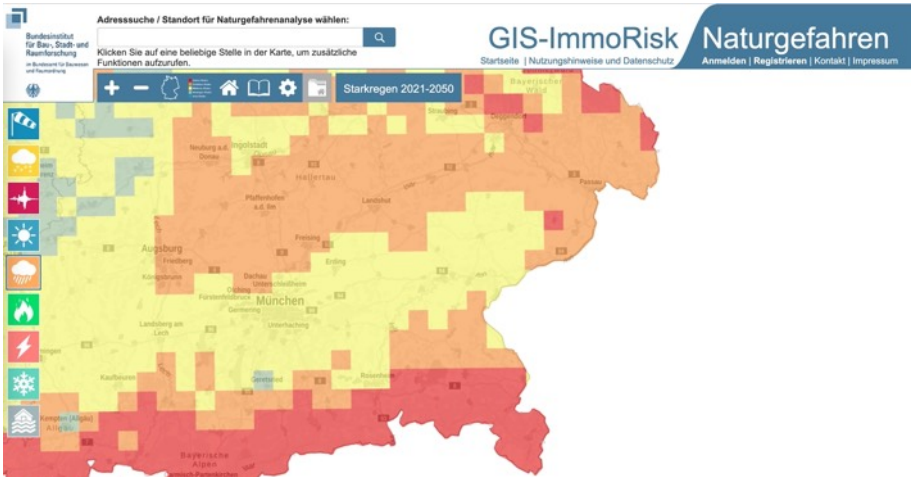 Bundesinstitut
für Bau-, Stadt- und
Raumforschung
im Bundesamt für Bauwesen
und Raumordnung
Adresssuche / Standort für Naturgefahrenanalyse wählen:
Klicken Sie auf eine beliebige Stelle in der Karte, um zusätzliche
Funktionen aufzurufen.
GIS-ImmoRisk
Naturgefahren
Startseite | Nutzungshinweise und Datenschutz
Anmelden | Registrieren | Kontakt | Impressum
Starkregen 2021-2050
Bayerischer
Wald
Straubing
Deggendorf
Neuburg a.d.
Donau
Ingolstadt
Hallertau
Passau
Pfaffenhofen
a.d. Ilm
Landshut
Freising
Augsburg
Friedberg
Erding
Königsbrunn
Dachau
Unterschleißheim
Olching
Fürstenfeldbruck
München
Germering
Landsberg am
Lech
Unterhaching
Kaufbeuren
Geretsried
Rosenheim
Kempten (Allgäu)
Allgäu
Bayerische
Alpen